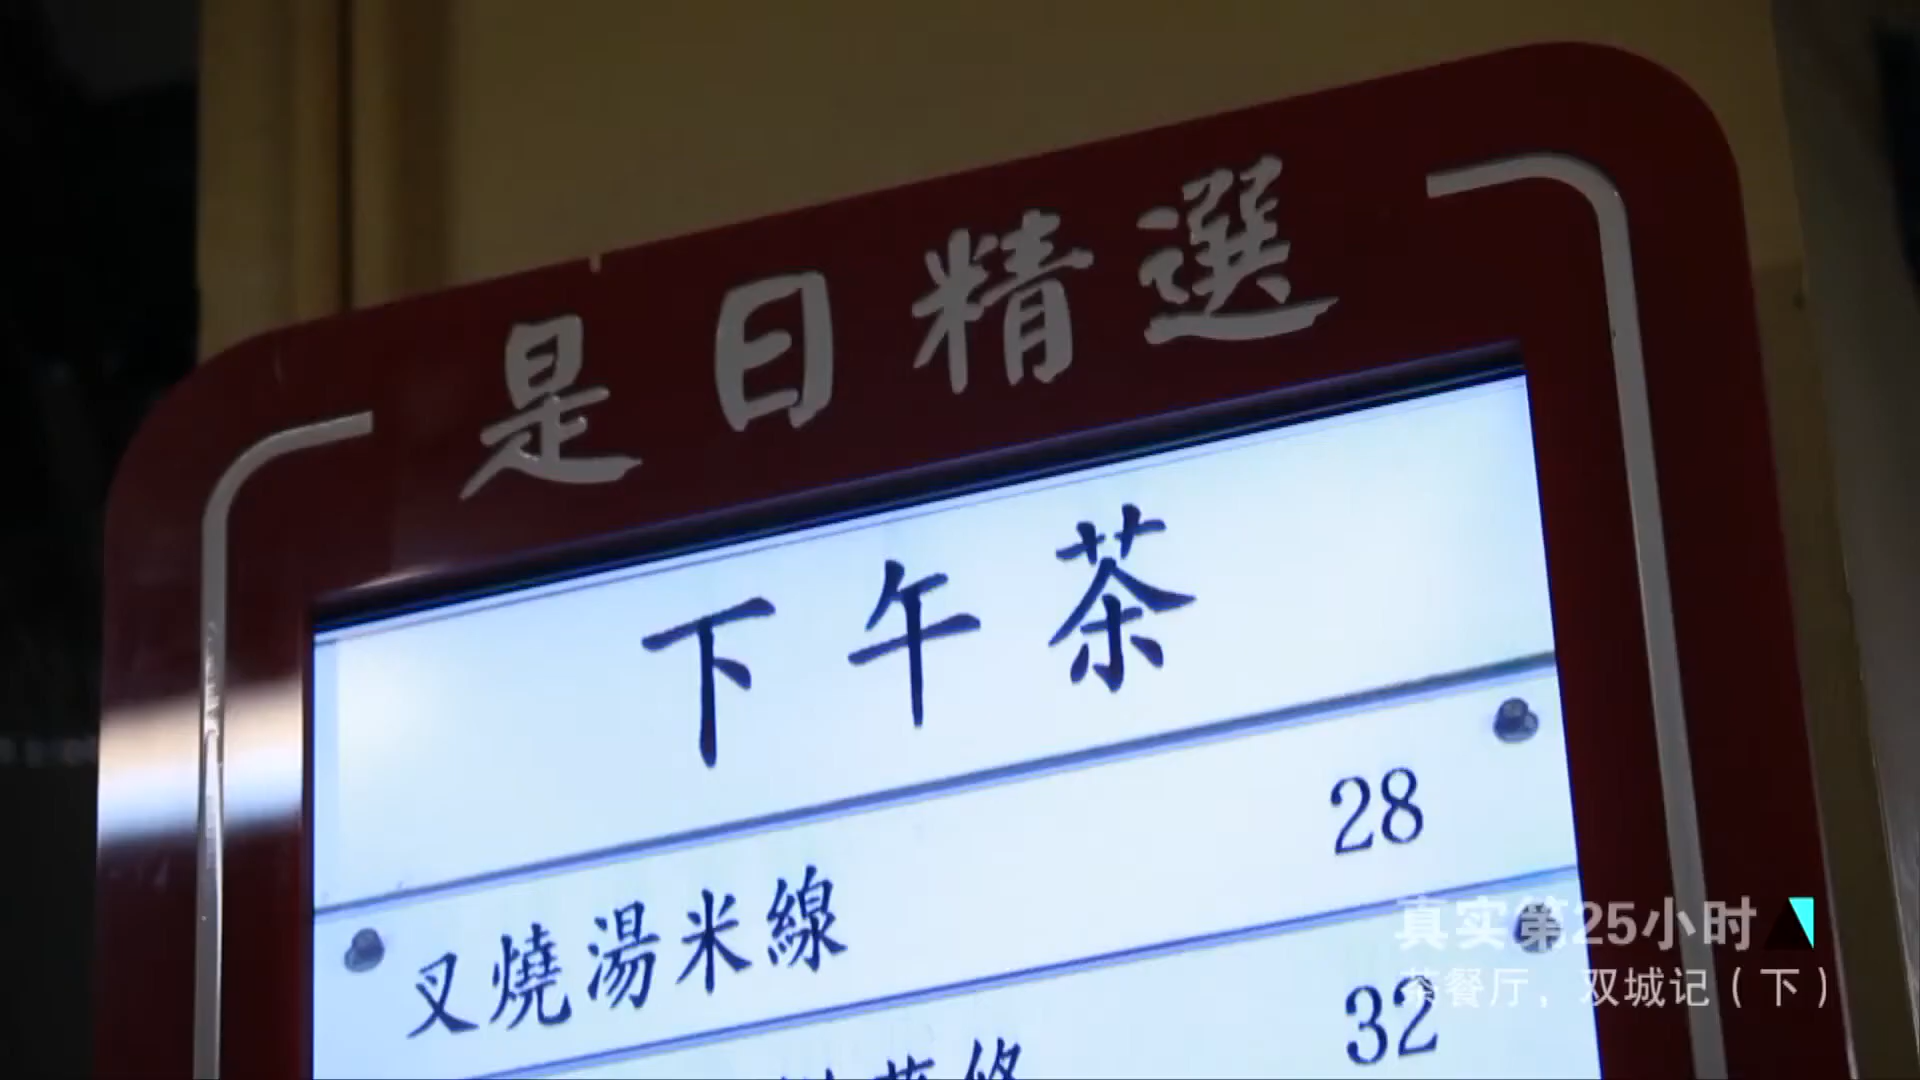 是日精選
下午茶
叉燒湯米線 28
32
真实第25小时
茶餐厅，双城记（下）